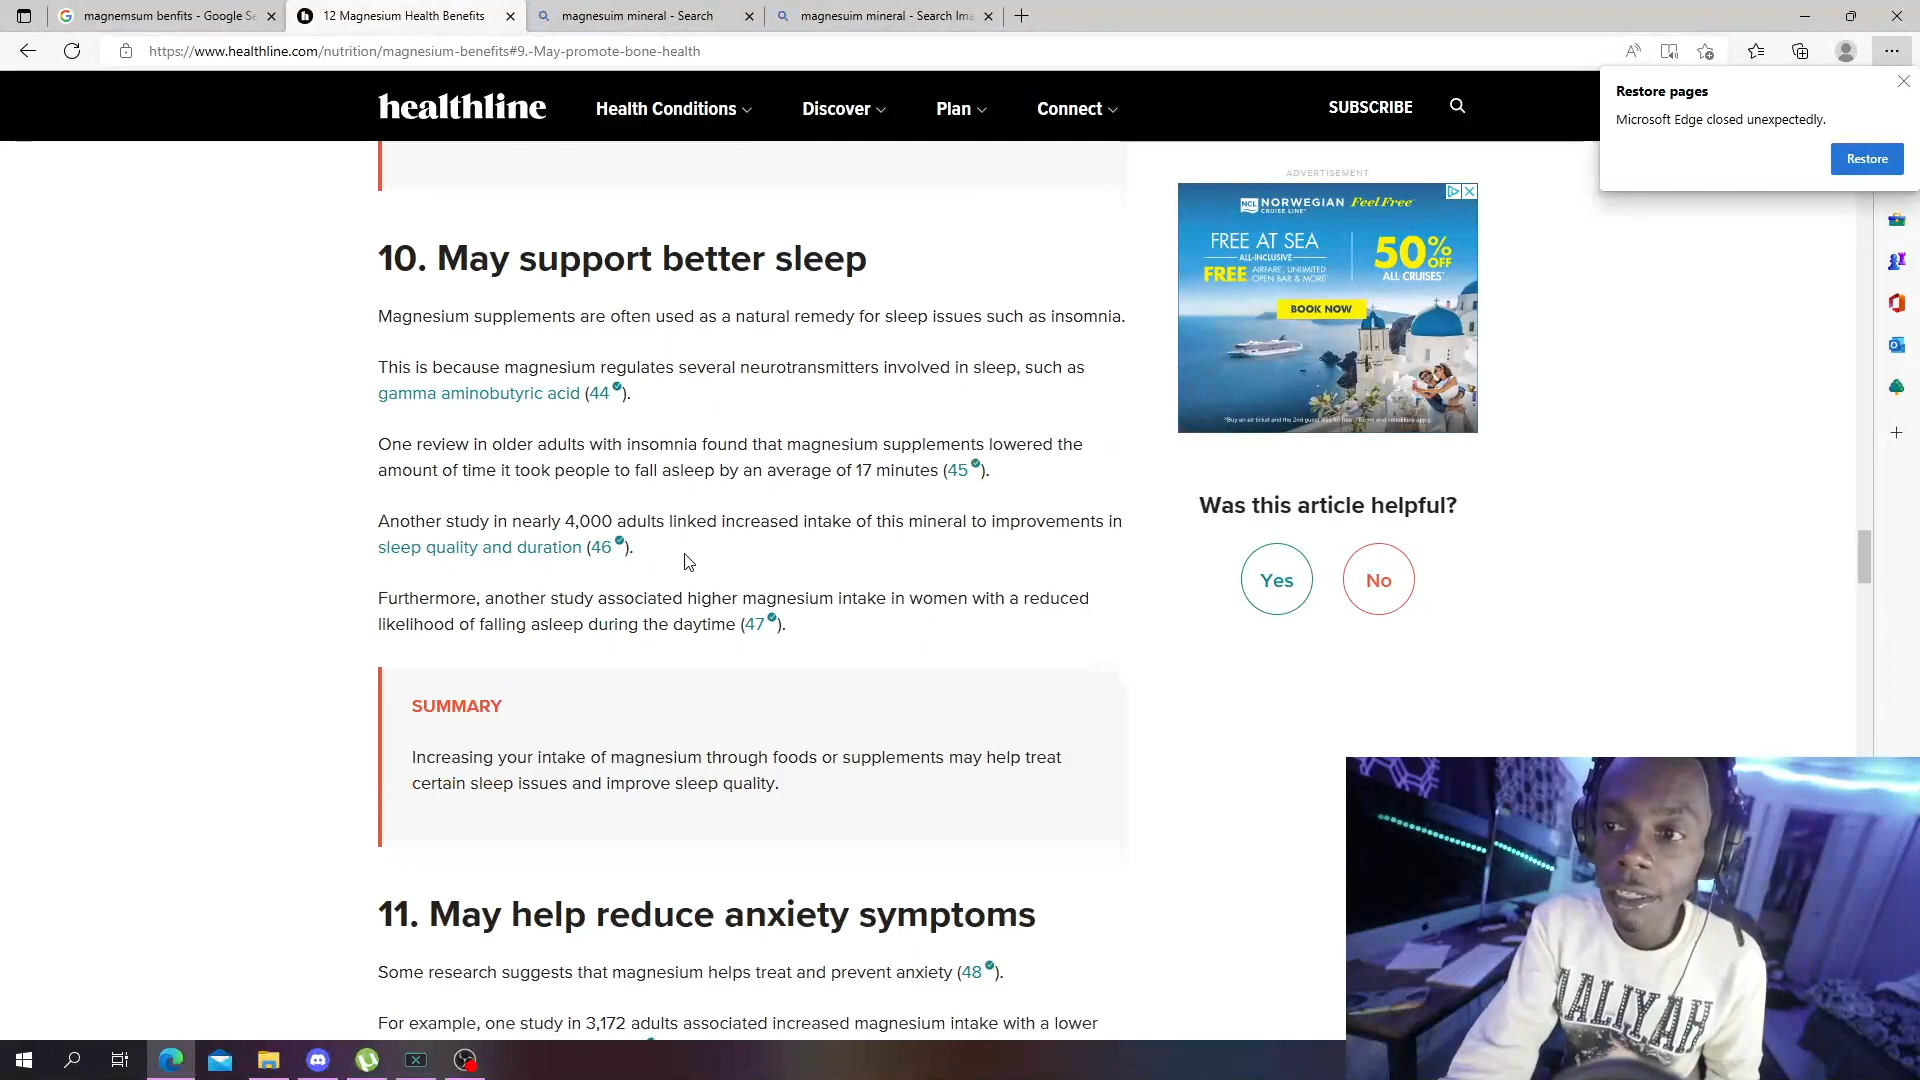 magnemsum benfits - Google Se
12 Magnesium Health Benefits
magnesuim mineral - Search
magnesuim mineral - Search Ima
https://www.healthline.com/nutrition/magnesium-benefits#9.-May-promote-bone-health
Restore pages
Microsoft Edge closed unexpectedly.
Restore
healthline
Health Conditions
Discover
Plan
Connect
SUBSCRIBE
10. May support better sleep
Magnesium supplements are often used as a natural remedy for sleep issues such as insomnia.
This is because magnesium regulates several neurotransmitters involved in sleep, such as
gamma aminobutyric acid (44).
One review in older adults with insomnia found that magnesium supplements lowered the
amount of time it took people to fall asleep by an average of 17 minutes (45).
Another study in nearly 4,000 adults linked increased intake of this mineral to improvements in
sleep quality and duration (46).
Furthermore, another study associated higher magnesium intake in women with a reduced
likelihood of falling asleep during the daytime (47).
SUMMARY
Increasing your intake of magnesium through foods or supplements may help treat
certain sleep issues and improve sleep quality.
11. May help reduce anxiety symptoms
Some research suggests that magnesium helps treat and prevent anxiety (48).
For example, one study in 3,172 adults associated increased magnesium intake with a lower
ADVERTISEMENT
NCL NORWEGIAN CRUISE LINE Feel Free
FREE AT SEA
ALL-INCLUSIVE
FREE AIRFARE, UNLIMITED
OPEN BAR & MORE
50% OFF
ALL CRUISES
BOOK NOW
Was this article helpful?
Yes
No
AALIYAH